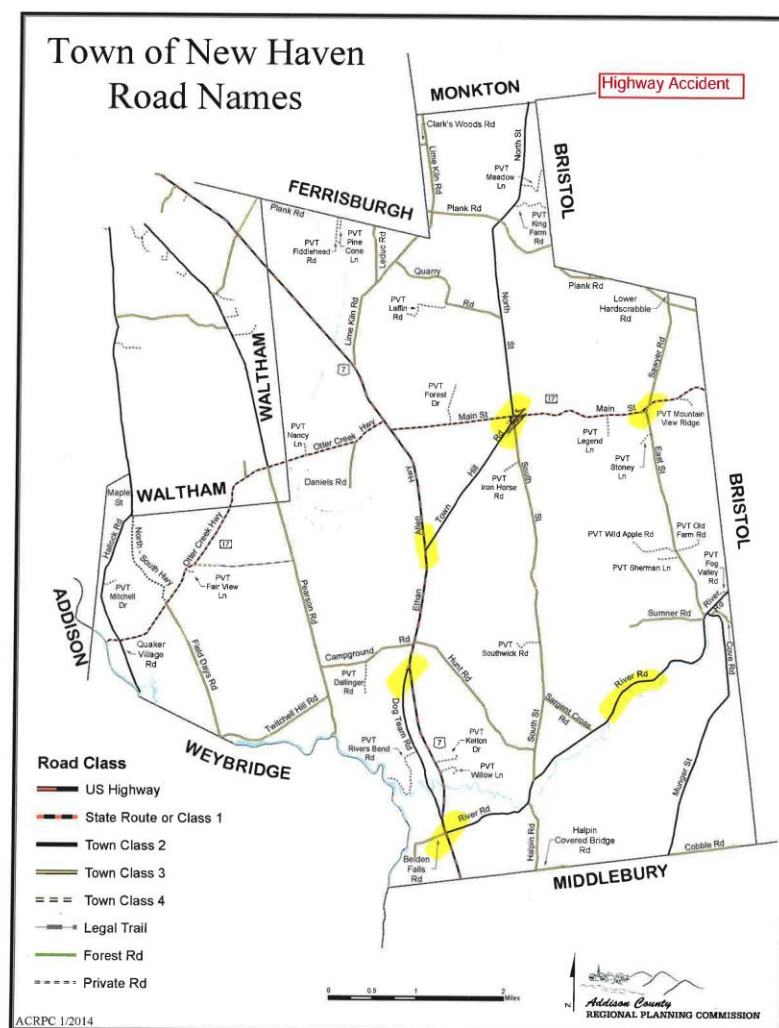 Town of New Haven
Road Names
Highway Accident
MONKTON
Clark's Woods Rd
Lime Kiln Rd
North St
BRISTOL
PVT
Meadow
Ln
PVT
King
Farm
Rd
Plank Rd
FERRISBURGH
Plank Rd
PVT
Fiddlehead
Rd
PVT
Pine
Cone
Ln
Leduc Rd
Quarry
Rd
PVT
Laffin
Rd
North
St
Plank Rd
Lower
Hardscrabble
Rd
Lime Kiln Rd
Sawyer Rd
7
WALTHAM
PVT
Forest
Dr
17
Main St
Main
St
PVT Mountain
View Ridge
PVT
Nancy
Ln
Otter Creek
Hwy
PVT
Legend
Ln
PVT
Stoney
Ln
East St
Rd
Hill
Town
South
St
PVT
Iron Horse
Rd
Daniels Rd
Hwy
Allen
Ethan
Maple
St
WALTHAM
BRISTOL
Hallock Rd
North - South Hwy
Otter Creek Hwy
17
PVT Wild Apple Rd
PVT Old
Farm Rd
PVT Sherman Ln
PVT
Fog
Valley
Rd
PVT
Mitchell
Dr
PVT
Fair View
Ln
Pearson Rd
ADDISON
River
Rd
Sumner Rd
Cove Rd
Quaker
Village
Rd
Field Days Rd
Campground
Rd
PVT
Dallinger
Rd
Hunt Rd
PVT
Southwick Rd
River Rd
Twitchell Hill Rd
Dog Team Rd
Sargent Cross
Rd
South St
WEYBRIDGE
PVT
Rivers Bend
Rd
7
PVT
Kelton
Dr
PVT
Willow Ln
Munger St
River Rd
Belden
Falls
Rd
Halpin Rd
Halpin
Covered Bridge
Rd
Cobble Rd
MIDDLEBURY
Road Class
US Highway
State Route or Class 1
Town Class 2
Town Class 3
Town Class 4
Legal Trail
Forest Rd
Private Rd
0 0.5 1 2
Miles
N
Addison County
REGIONAL PLANNING COMMISSION
ACRPC 1/2014